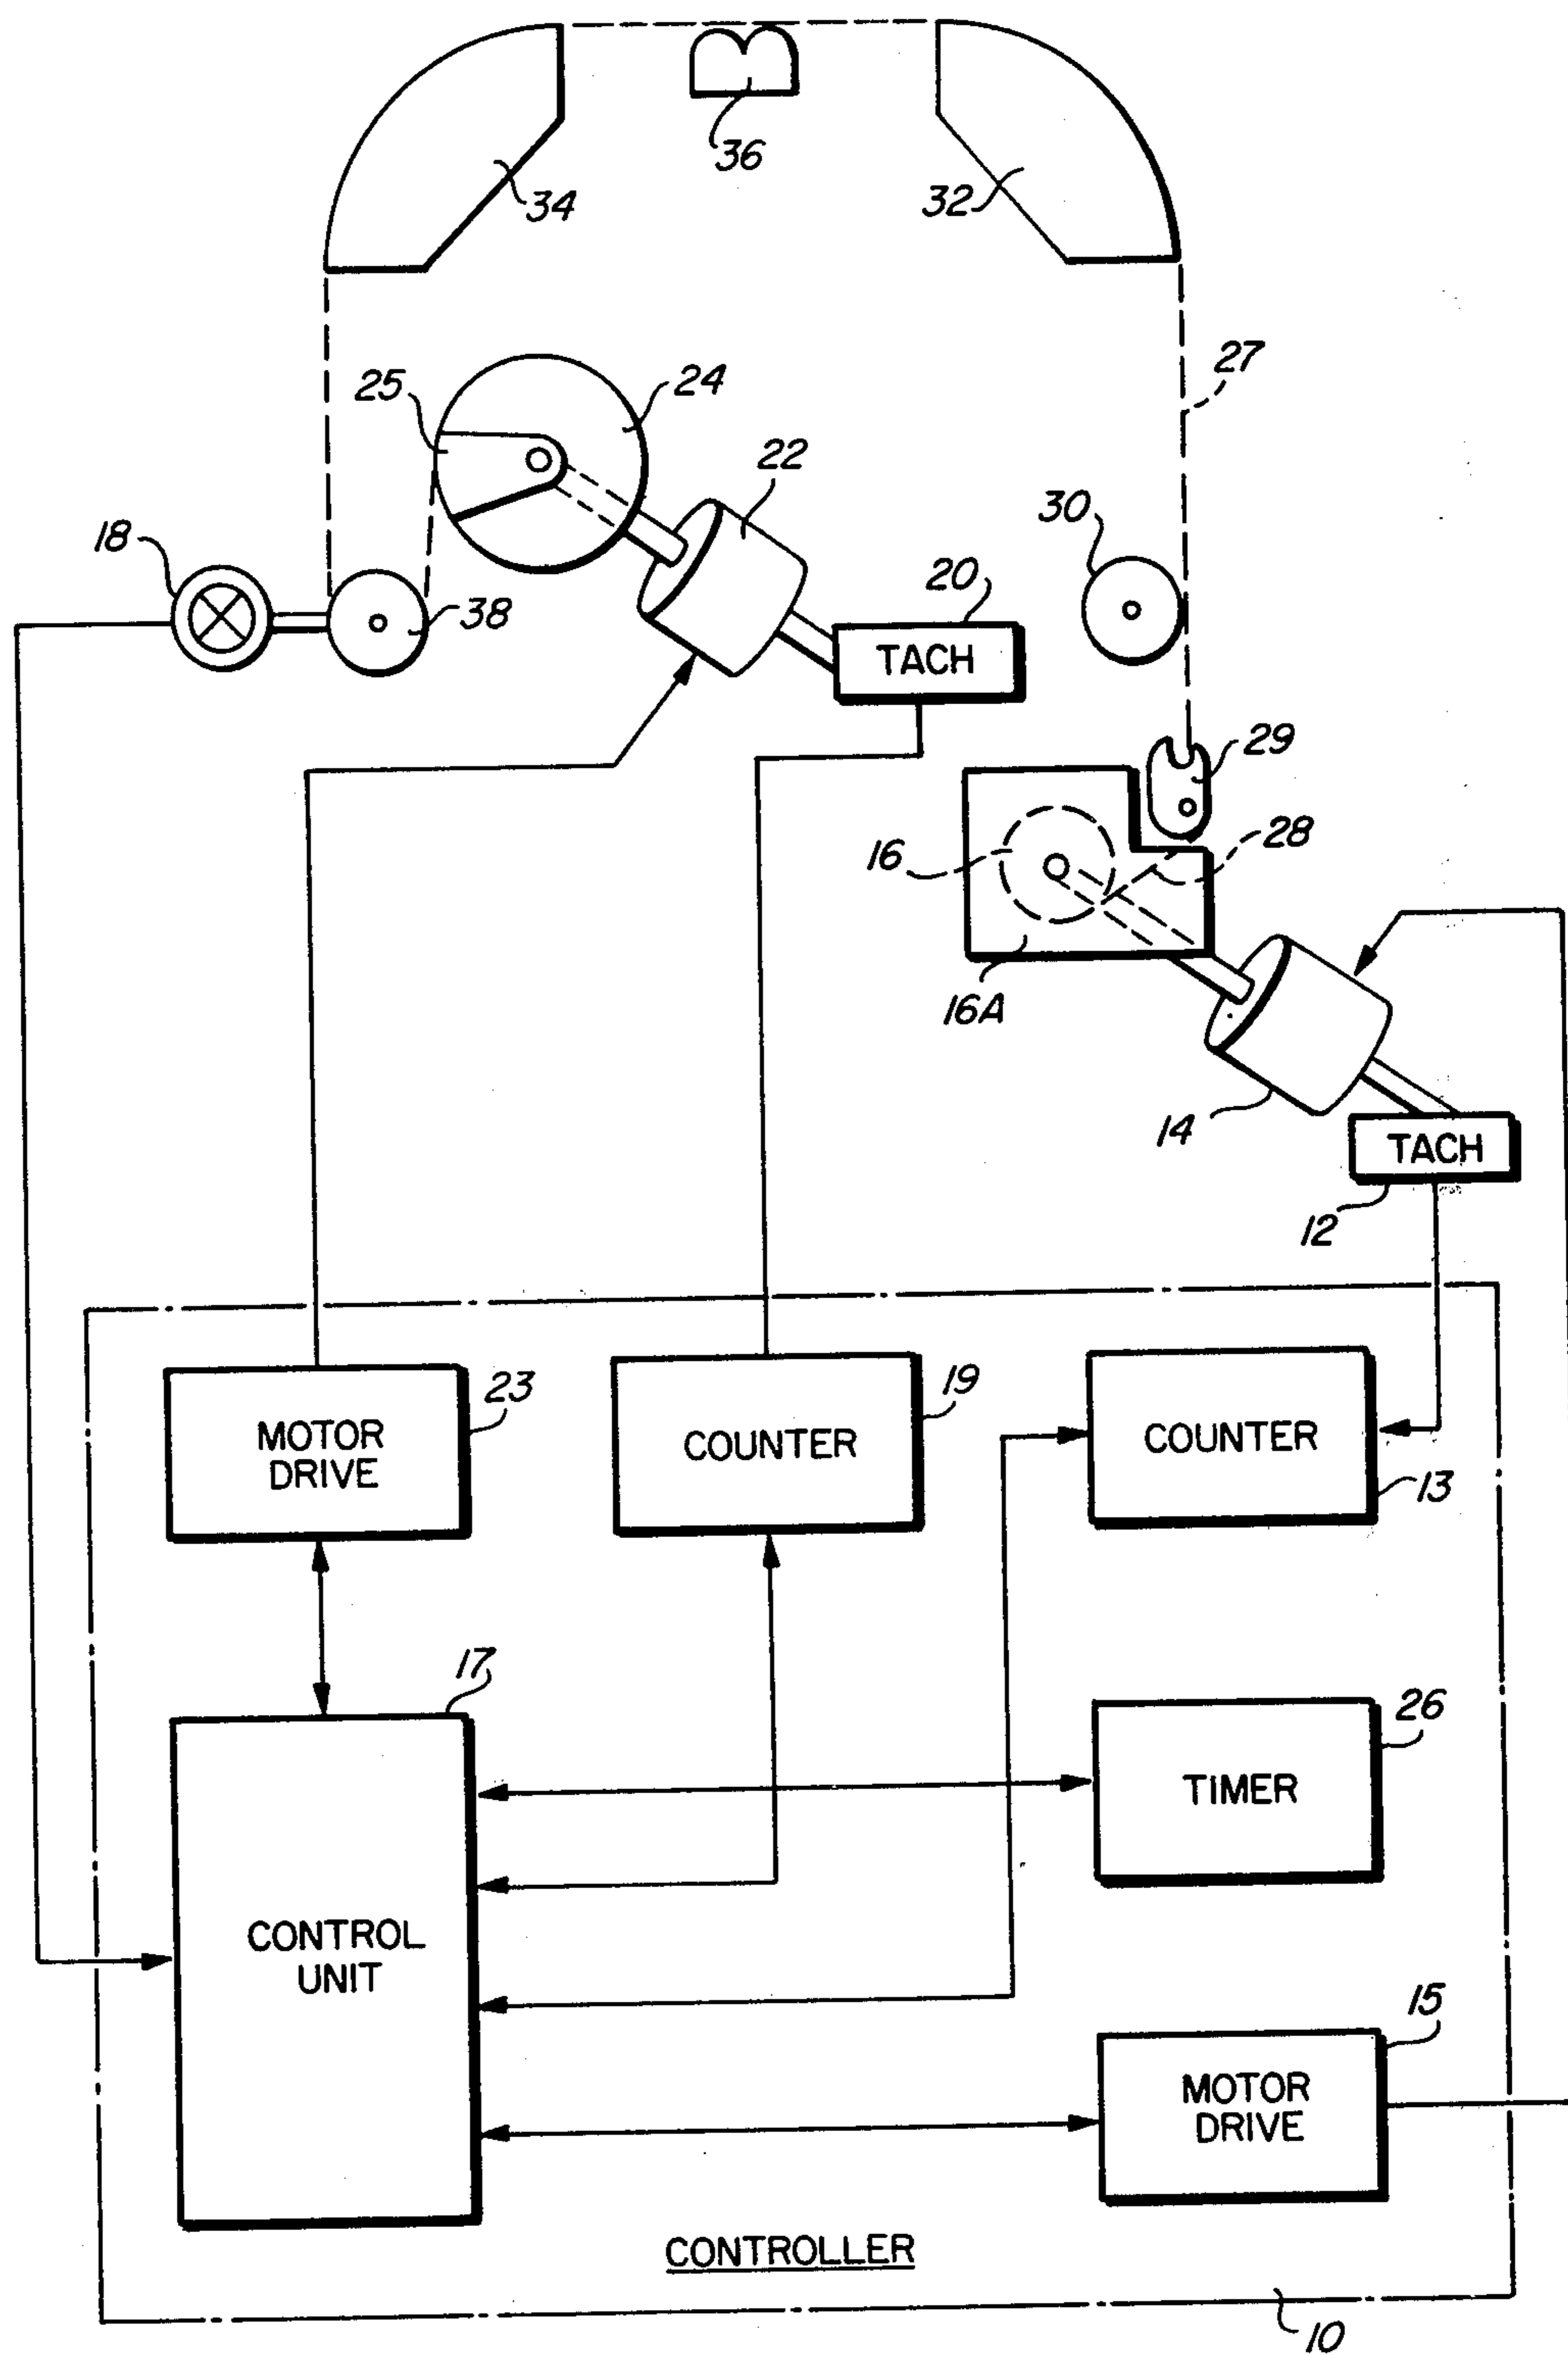 36
34
32
27
25
24
22
18
30
20
38
TACH
29
16
28
16A
14
TACH
12
23
19
MOTOR
DRIVE
COUNTER
COUNTER
13
17
26
TIMER
CONTROL
UNIT
15
MOTOR
DRIVE
CONTROLLER
10